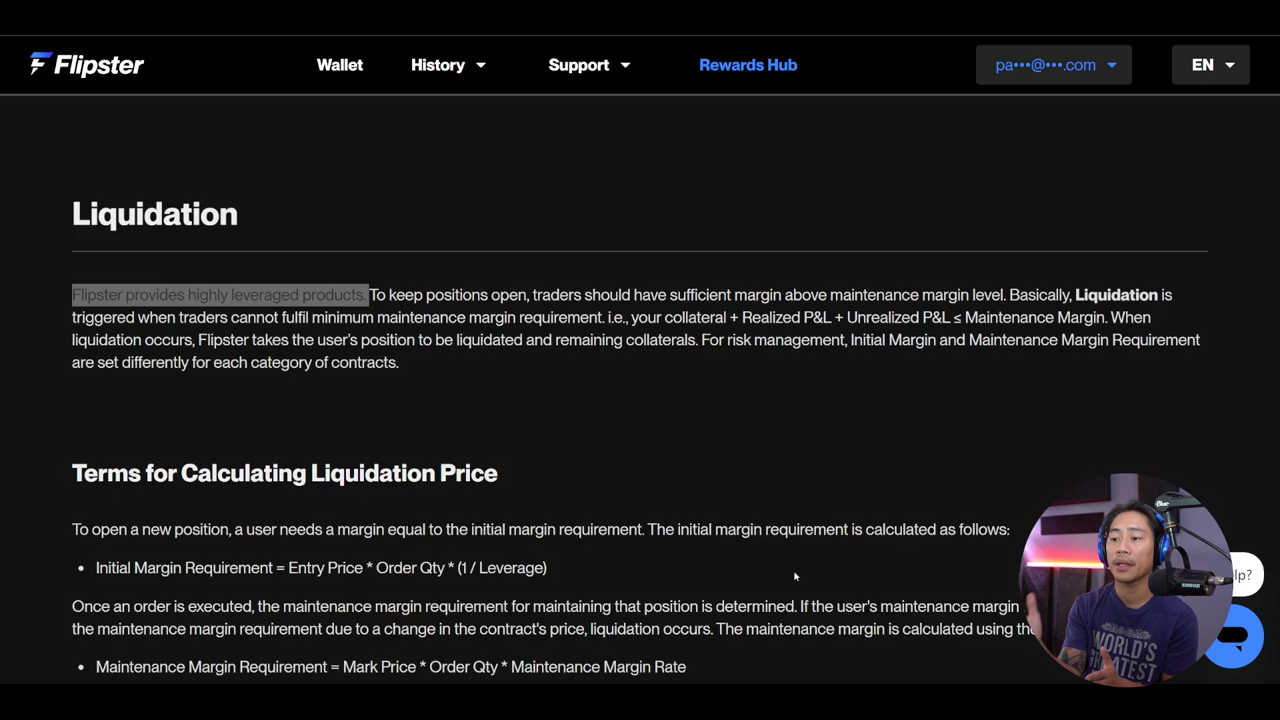 Flipster
Wallet
History
Support
Rewards Hub
pa•••@•••.com
EN
Liquidation
Flipster provides highly leveraged products. To keep positions open, traders should have sufficient margin above maintenance margin level. Basically, Liquidation is
triggered when traders cannot fulfil minimum maintenance margin requirement. i.e., your collateral + Realized P&L + Unrealized P&L ≤ Maintenance Margin. When
liquidation occurs, Flipster takes the user's position to be liquidated and remaining collaterals. For risk management, Initial Margin and Maintenance Margin Requirement
are set differently for each category of contracts.
Terms for Calculating Liquidation Price
To open a new position, a user needs a margin equal to the initial margin requirement. The initial margin requirement is calculated as follows:
• Initial Margin Requirement = Entry Price * Order Qty * (1 / Leverage)
Once an order is executed, the maintenance margin requirement for maintaining that position is determined. If the user's maintenance margin
the maintenance margin requirement due to a change in the contract's price, liquidation occurs. The maintenance margin is calculated using the
• Maintenance Margin Requirement = Mark Price * Order Qty * Maintenance Margin Rate
lp?
Blue
SHURE
WORLD'S
GREATEST